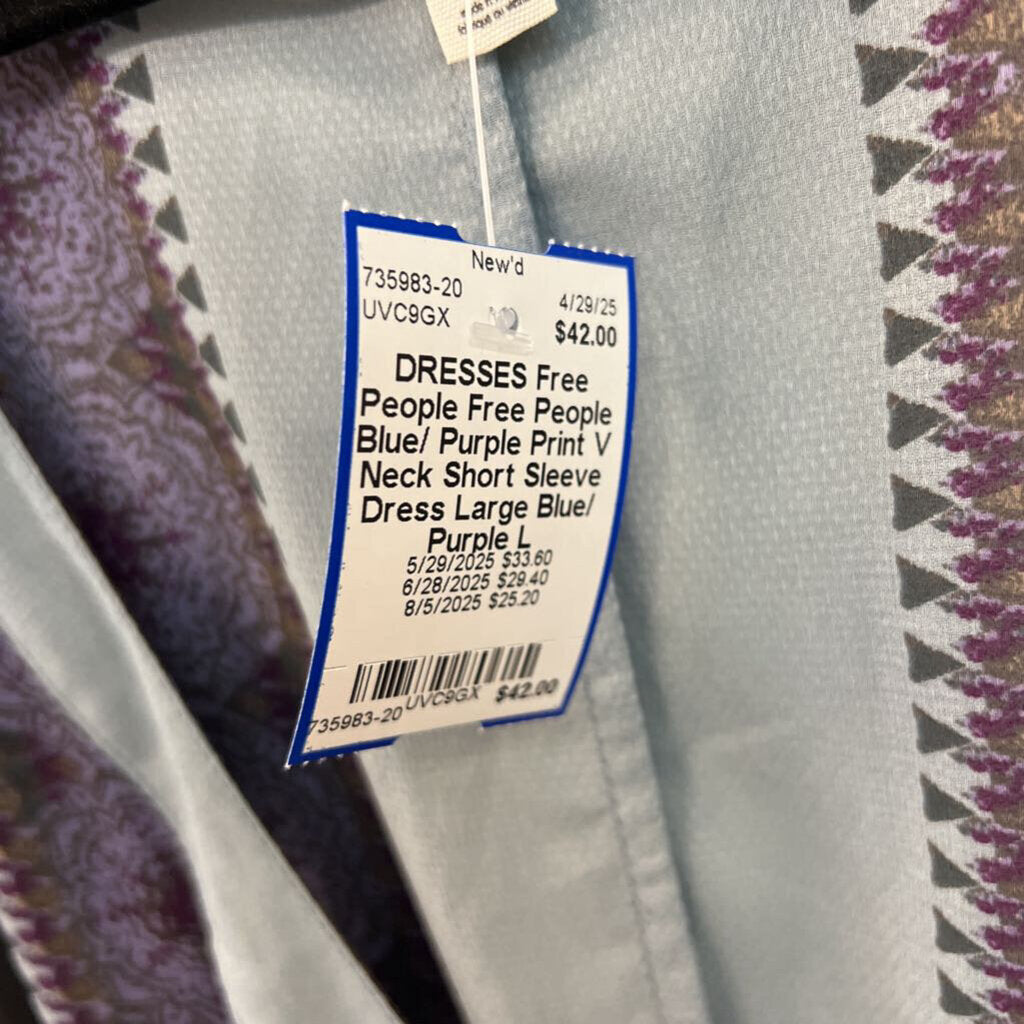 New'd
735983-20
UVC9GX
4/29/25
$42.00
DRESSES Free
People Free People
Blue/ Purple Print V
Neck Short Sleeve
Dress Large Blue/
Purple L
5/29/2025 $33.60
6/28/2025 $29.40
8/5/2025 $25.20
735983-20 UVC9GX $42.00